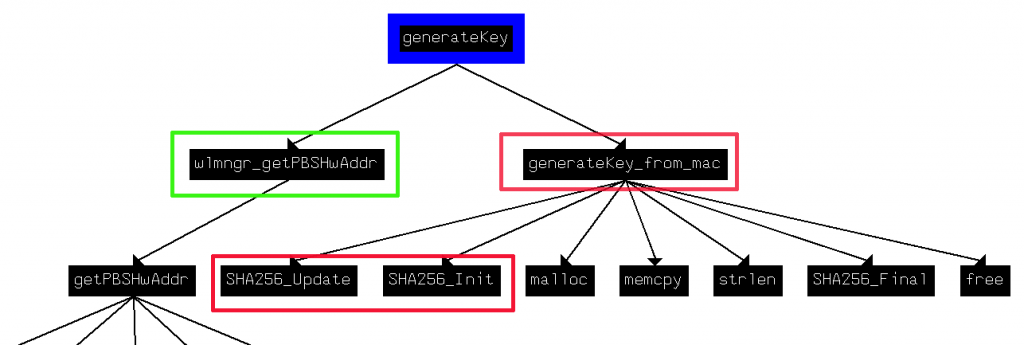 generateKey
wlmngr_getPBSHwAddr
generateKey_from_mac
getPBSHwAddr
SHA256_Update
SHA256_Init
malloc
memcpy
strlen
SHA256_Final
free